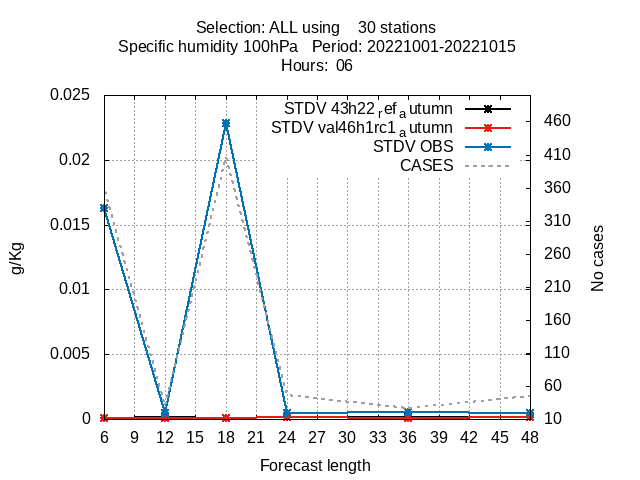 Selection: ALL using 30 stations
Specific humidity 100hPa Period: 20221001-20221015
Hours: 06
STDV 43h22ref_autumn
STDV val46h1rc1_autumn
STDV OBS
CASES
0.025
0.02
0.015
0.01
0.005
0
460
410
360
310
260
210
160
110
60
10
g/Kg
No cases
6 9 12 15 18 21 24 27 30 33 36 39 42 45 48
Forecast length